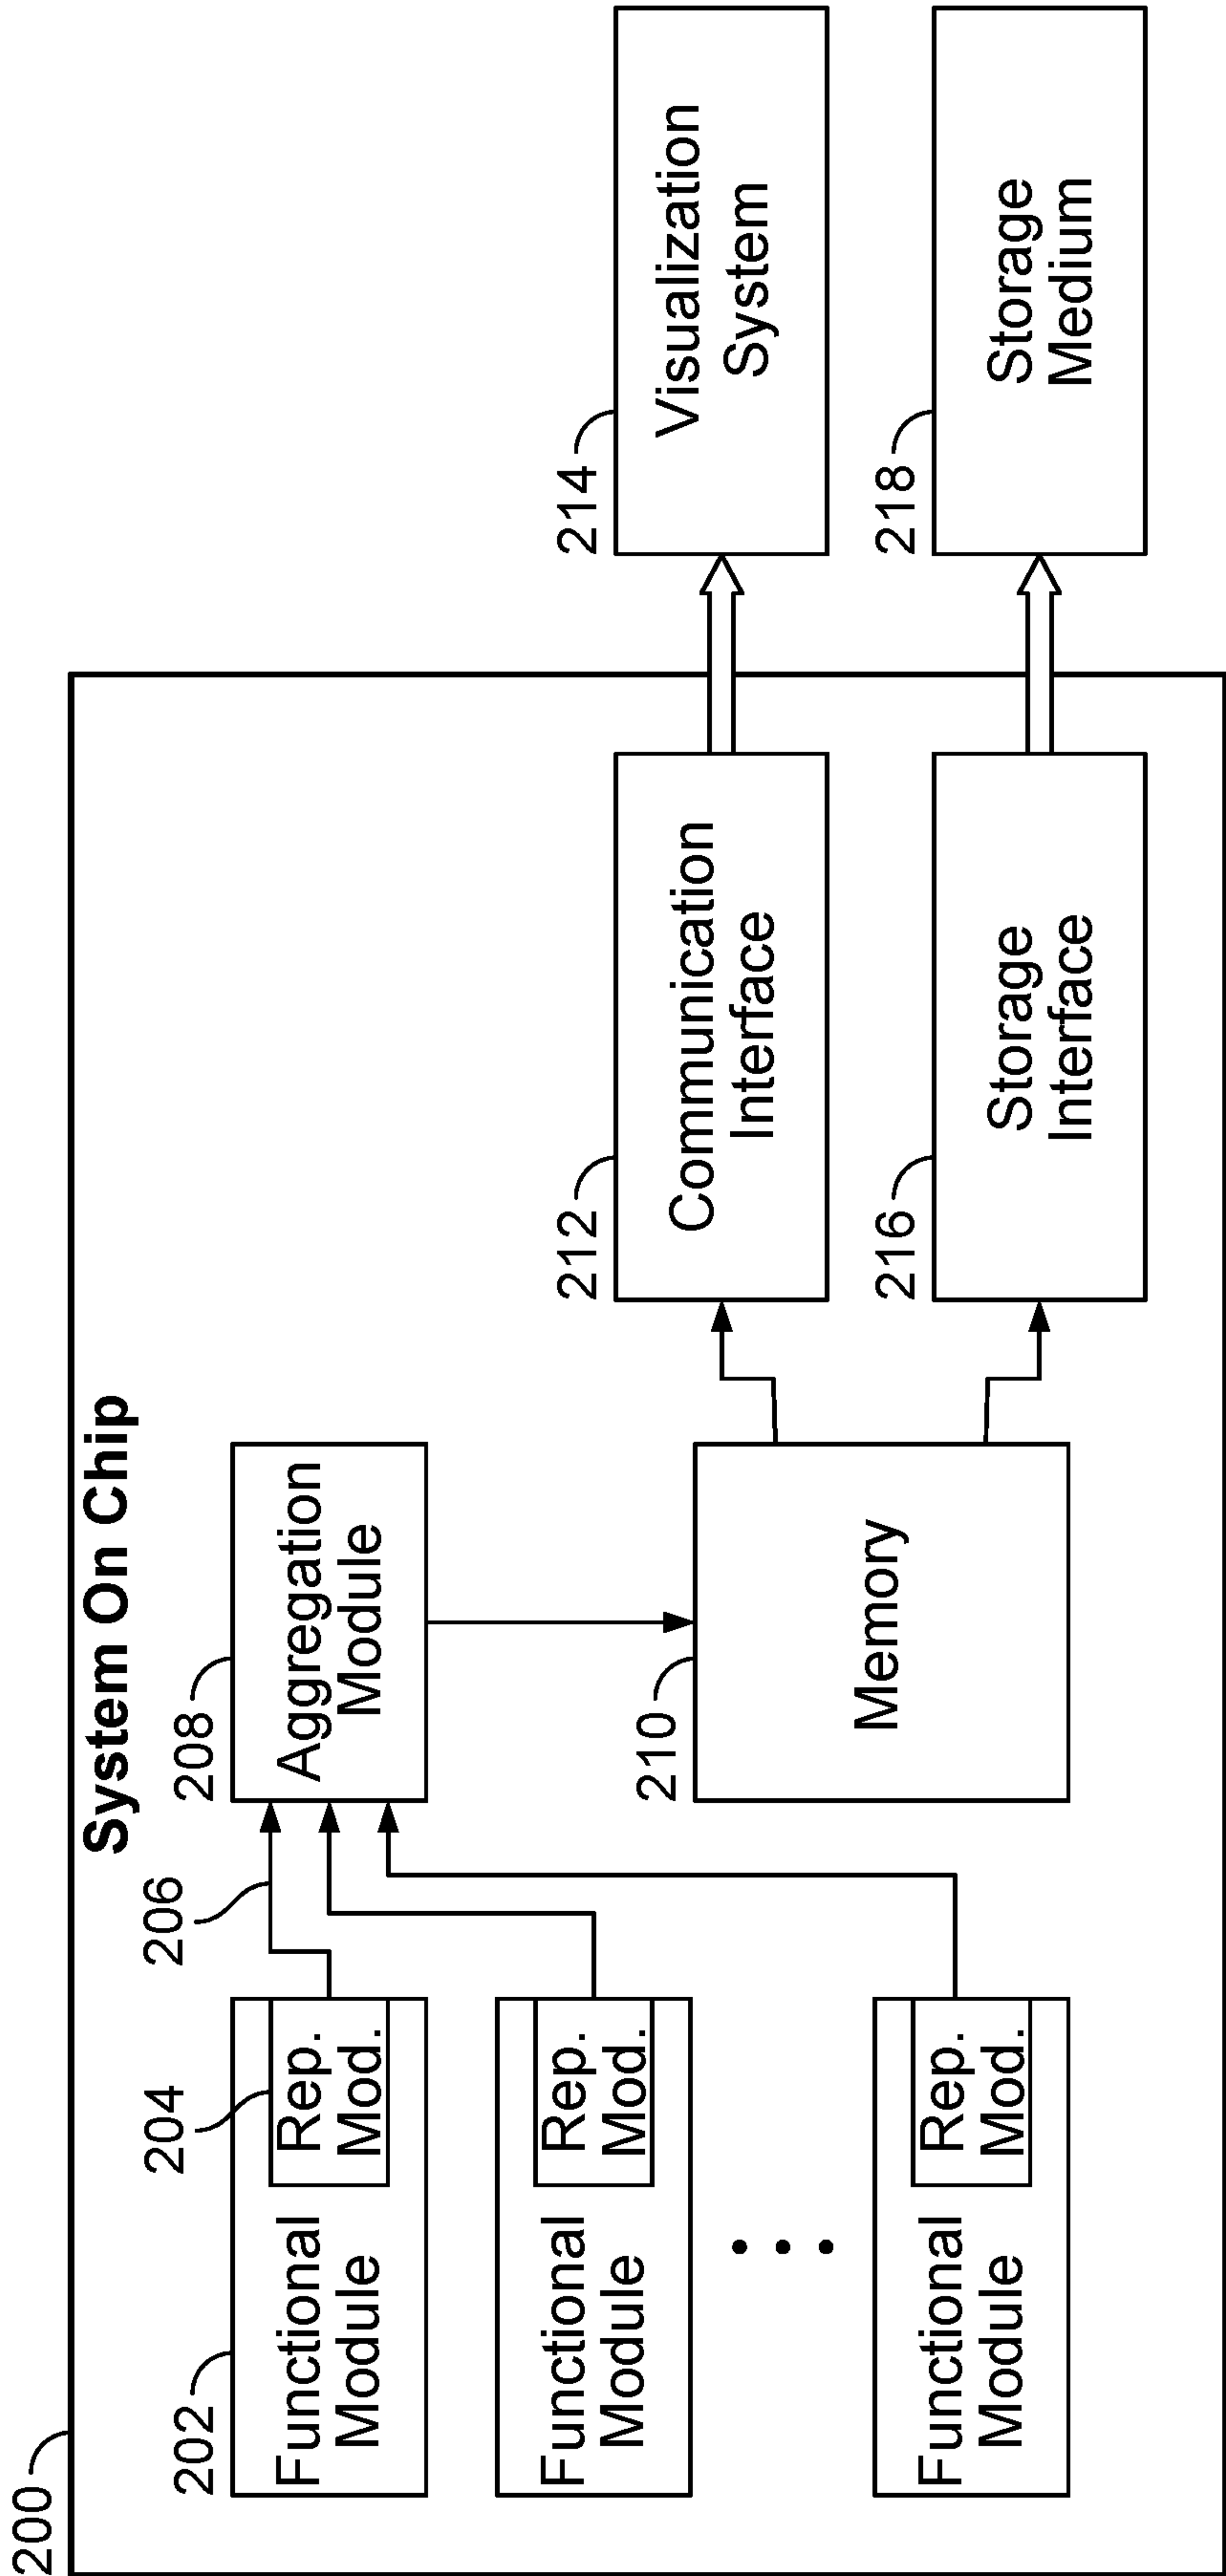 200
System On Chip
202
204
206
208
Functional
Module
Rep.
Mod.
Aggregation
Module
Functional
Module
Rep.
Mod.
Functional
Module
Rep.
Mod.
210
Memory
212
Communication
Interface
214
Visualization
System
216
Storage
Interface
218
Storage
Medium